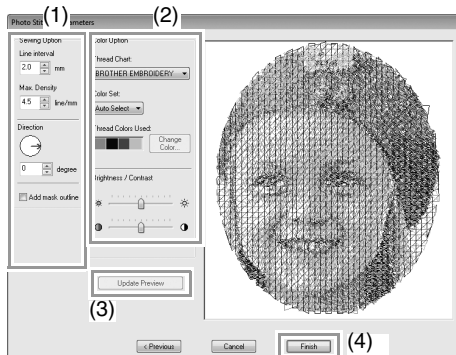 (1)
(2)
Photo Stit
rameters
Sewing Option
Line interval
2.0 mm
Max. Density
4.5 line/mm
Direction
0 degree
Add mask outline
Color Option
Thread Chart:
BROTHER EMBROIDERY
Color Set:
Auto Select
Thread Colors Used:
Change
Color...
Brightness / Contrast
Update Preview
(3)
< Previous
Cancel
Finish
(4)